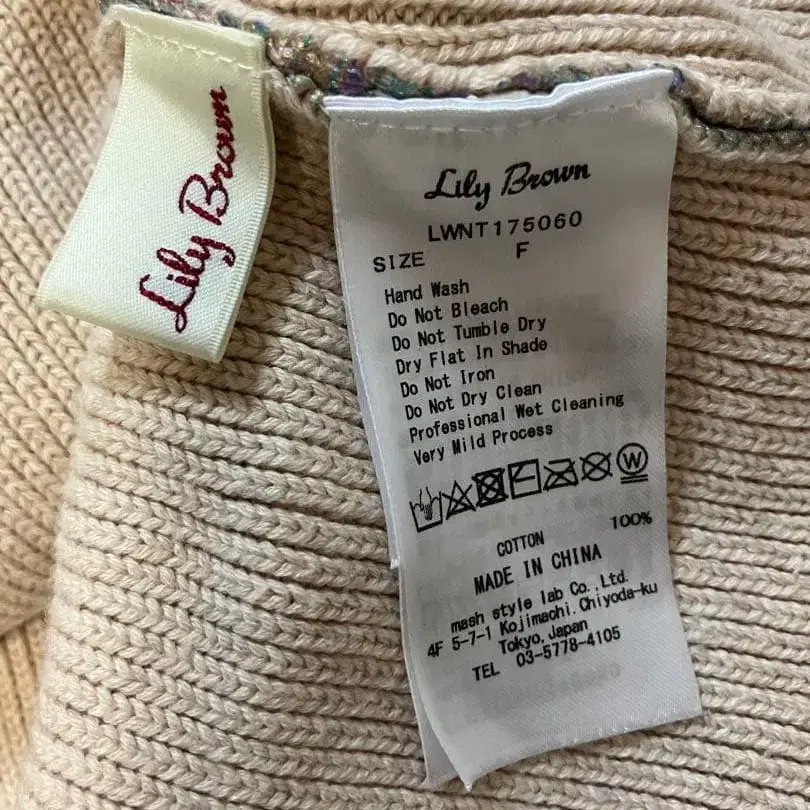 Lily Brown
Lily Brown
LWNT175060
SIZE F
Hand Wash
Do Not Bleach
Do Not Tumble Dry
Dry Flat In Shade
Do Not Iron
Do Not Dry Clean
Professional Wet Cleaning
Very Mild Process
W
COTTON 100%
MADE IN CHINA
mash style lab Co., Ltd.
4F 5-7-1 Kojimachi, Chiyoda-ku
Tokyo, Japan
TEL 03-5778-4105